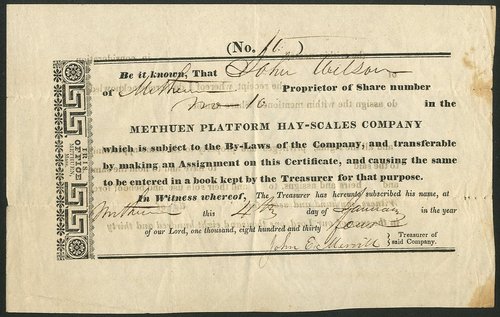 (No. 16)
Be it known, That John Wilson
of Methuen Proprietor of Share number
no 16 in the
METHUEN PLATFORM HAY-SCALES COMPANY
which is subject to the By-Laws of the Company, and transferable
by making an Assignment on this Certificate, and causing the same
to be entered in a book kept by the Treasurer for that purpose.
In Witness whereof, The Treasurer has hereunto subscribed his name, at
Methuen this 4th day of January in the year
of our Lord, one thousand, eight hundred and thirty four
John E. Merrill } Treasurer of
said Company.
IRIS
OFFICE
METHUEN